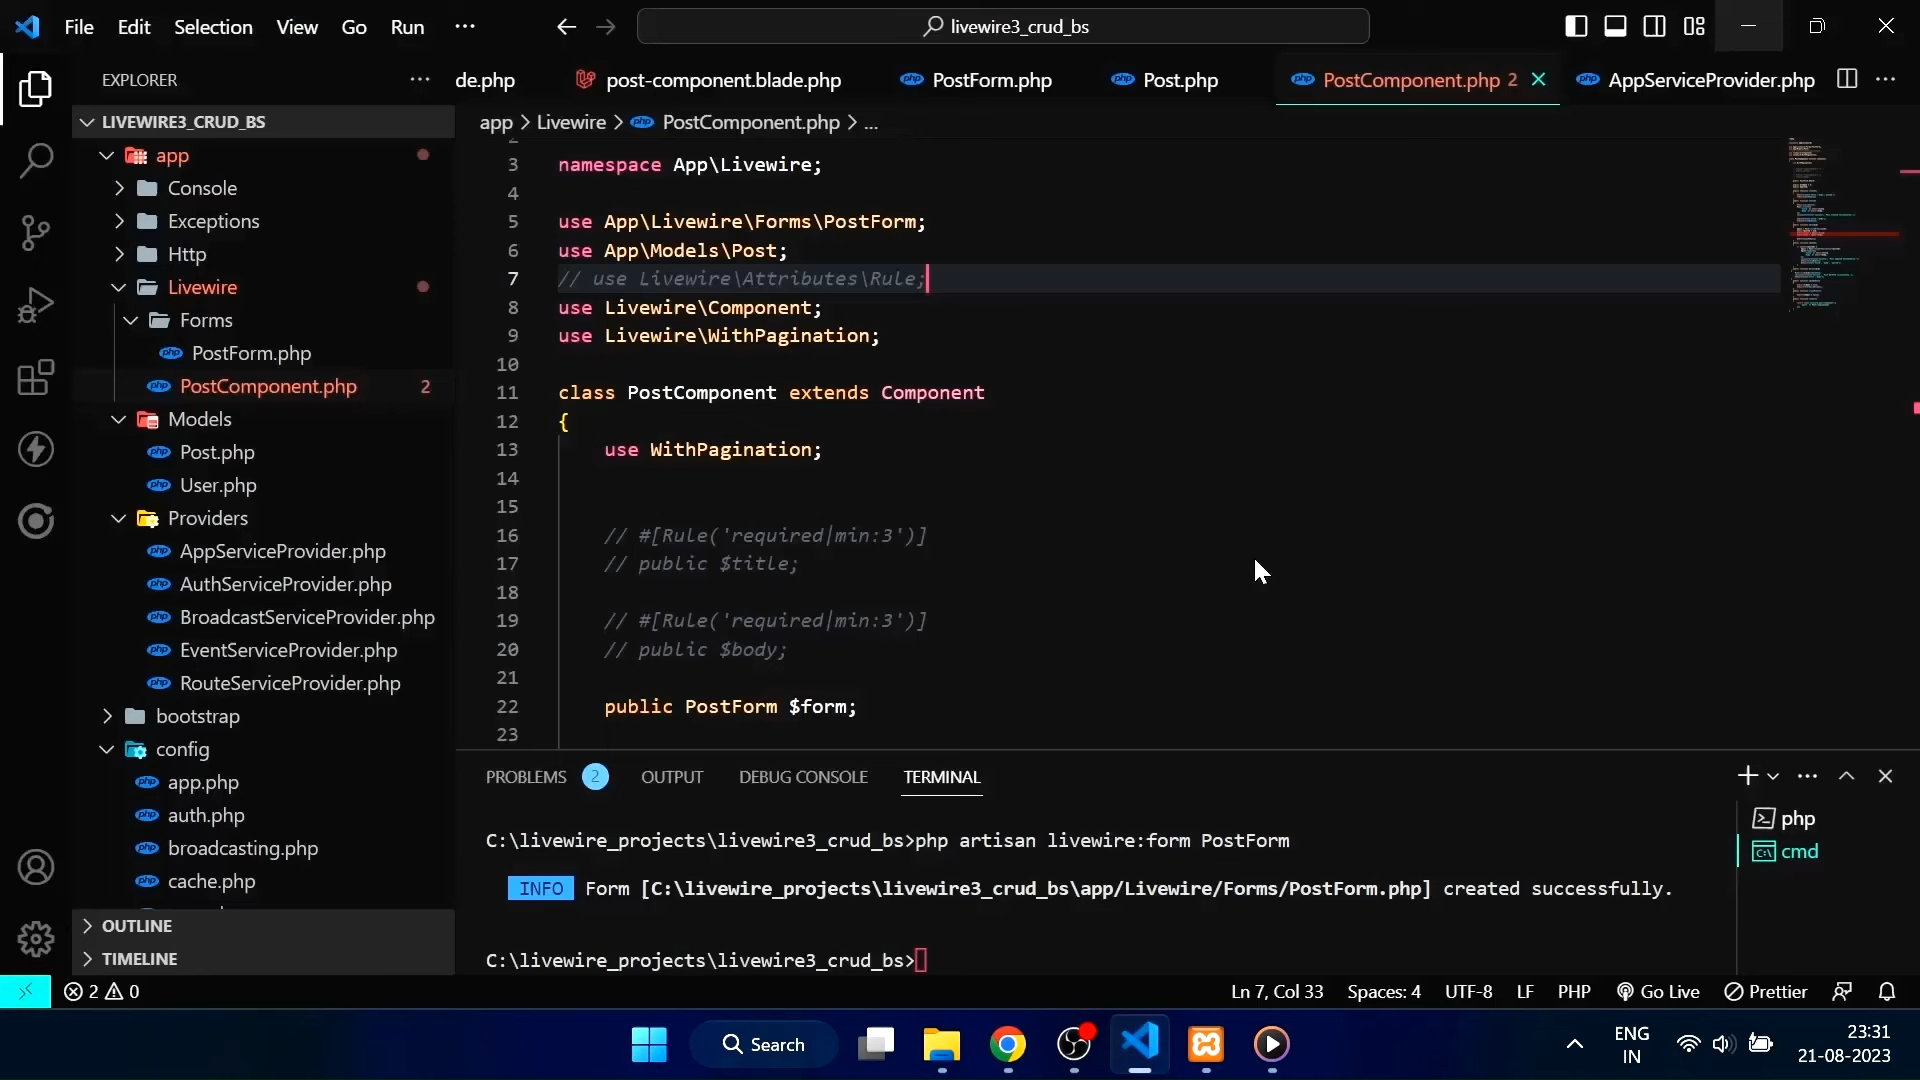 File Edit Selection View Go Run ···
livewire3_crud_bs
EXPLORER ···
de.php post-component.blade.php PostForm.php Post.php PostComponent.php 2 AppServiceProvider.php ···
LIVEWIRE3_CRUD_BS
app
Console
Exceptions
Http
Livewire
Forms
PostForm.php
PostComponent.php 2
Models
Post.php
User.php
Providers
AppServiceProvider.php
AuthServiceProvider.php
BroadcastServiceProvider.php
EventServiceProvider.php
RouteServiceProvider.php
bootstrap
config
app.php
auth.php
broadcasting.php
cache.php
OUTLINE
TIMELINE
app > Livewire > PostComponent.php > ...
3 namespace App\Livewire;
4
5 use App\Livewire\Forms\PostForm;
6 use App\Models\Post;
7 // use Livewire\Attributes\Rule;
8 use Livewire\Component;
9 use Livewire\WithPagination;
10
11 class PostComponent extends Component
12 {
13 use WithPagination;
14
15
16 // #[Rule('required|min:3')]
17 // public $title;
18
19 // #[Rule('required|min:3')]
20 // public $body;
21
22 public PostForm $form;
23
PROBLEMS 2 OUTPUT DEBUG CONSOLE TERMINAL
C:\livewire_projects\livewire3_crud_bs>php artisan livewire:form PostForm
INFO Form [C:\livewire_projects\livewire3_crud_bs\app/Livewire/Forms/PostForm.php] created successfully.
C:\livewire_projects\livewire3_crud_bs>
php
cmd
2 0 Ln 7, Col 33 Spaces: 4 UTF-8 LF PHP Go Live Prettier
Search
ENG
IN
23:31
21-08-2023